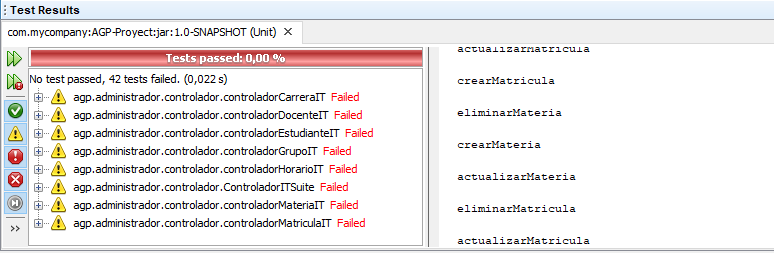 Test Results
com.mycompany:AGP-Proyect:jar:1.0-SNAPSHOT (Unit)
Tests passed: 0,00 %
No test passed, 42 tests failed. (0,022 s)
agp.administrador.controlador.controladorCarreraIT Failed
agp.administrador.controlador.controladorDocenteIT Failed
agp.administrador.controlador.controladorEstudianteIT Failed
agp.administrador.controlador.controladorGrupoIT Failed
agp.administrador.controlador.controladorHorarioIT Failed
agp.administrador.controlador.ControladorITSuite Failed
agp.administrador.controlador.controladorMateriaIT Failed
agp.administrador.controlador.controladorMatriculaIT Failed
actualizarMatricula
crearMatricula
eliminarMateria
crearMateria
actualizarMateria
eliminarMatricula
actualizarMatricula